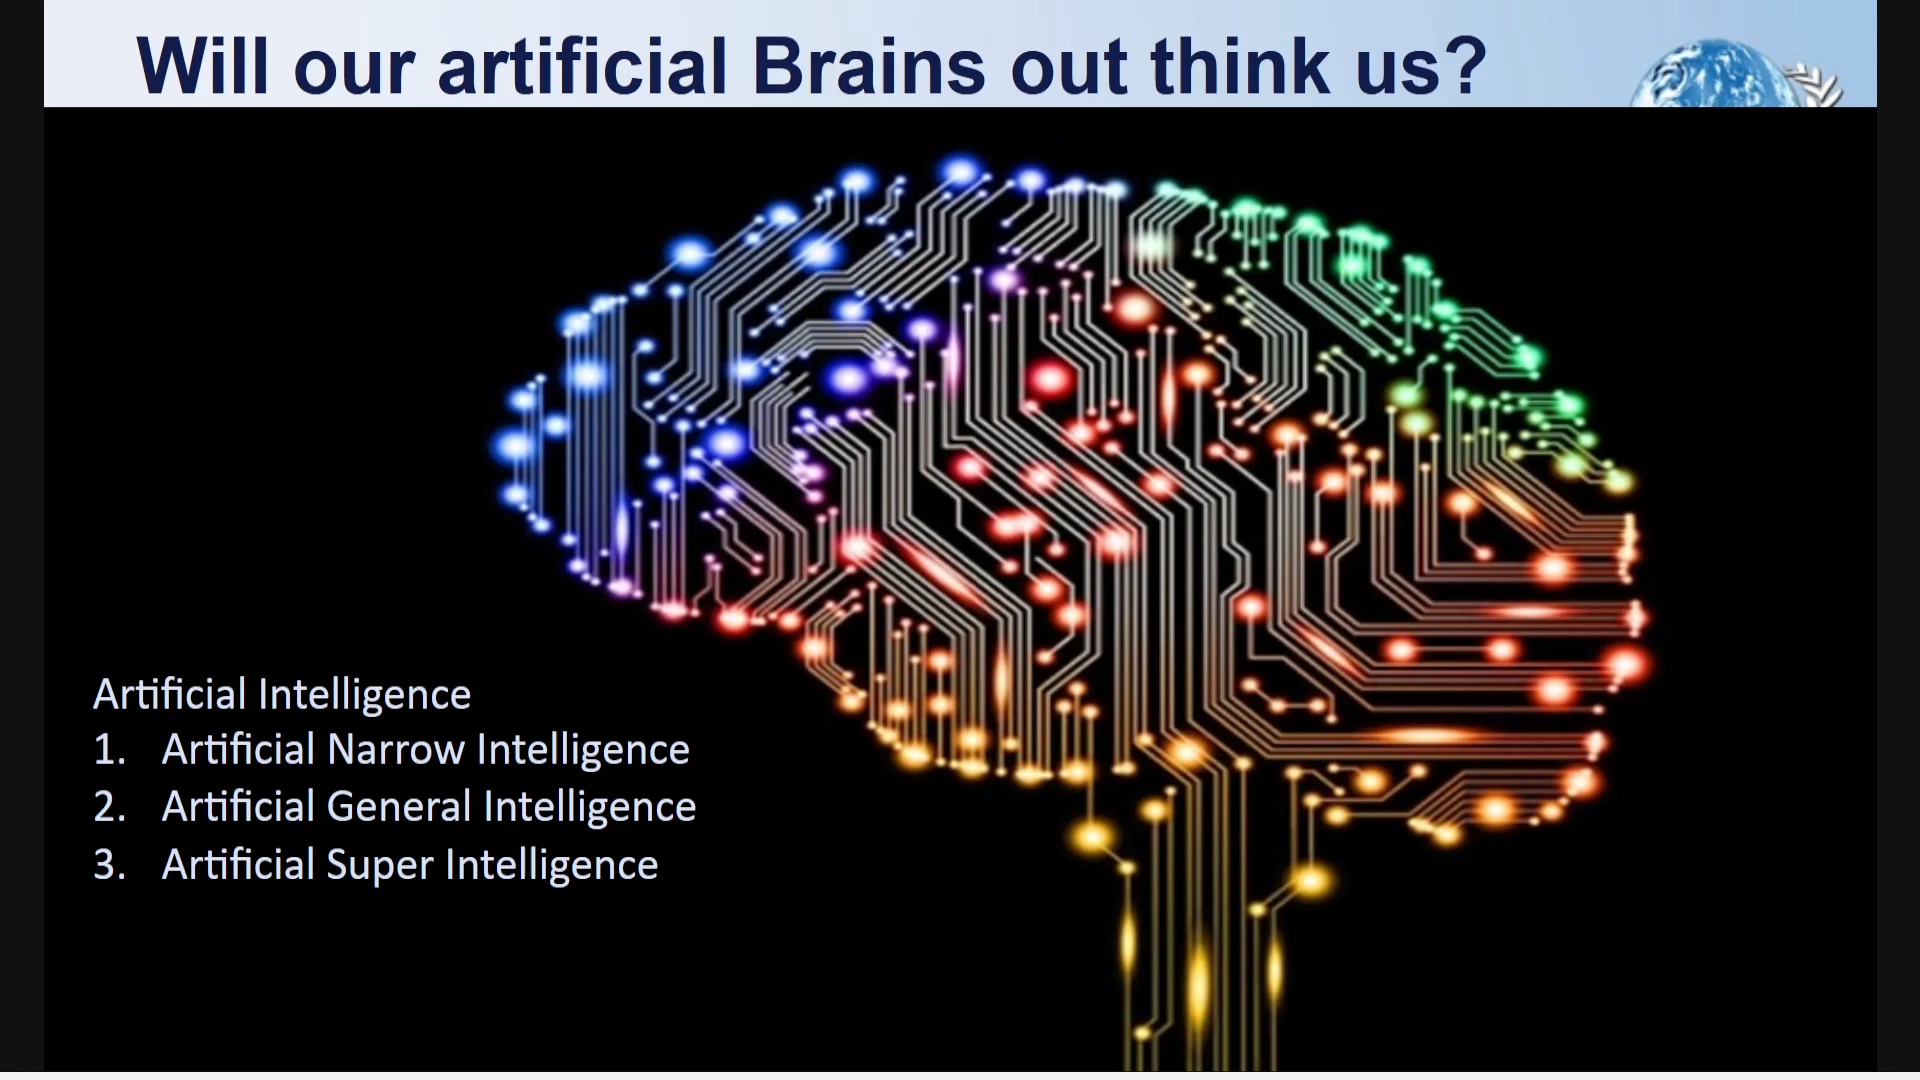 Will our artificial Brains out think us?
Artificial Intelligence
1. Artificial Narrow Intelligence
2. Artificial General Intelligence
3. Artificial Super Intelligence